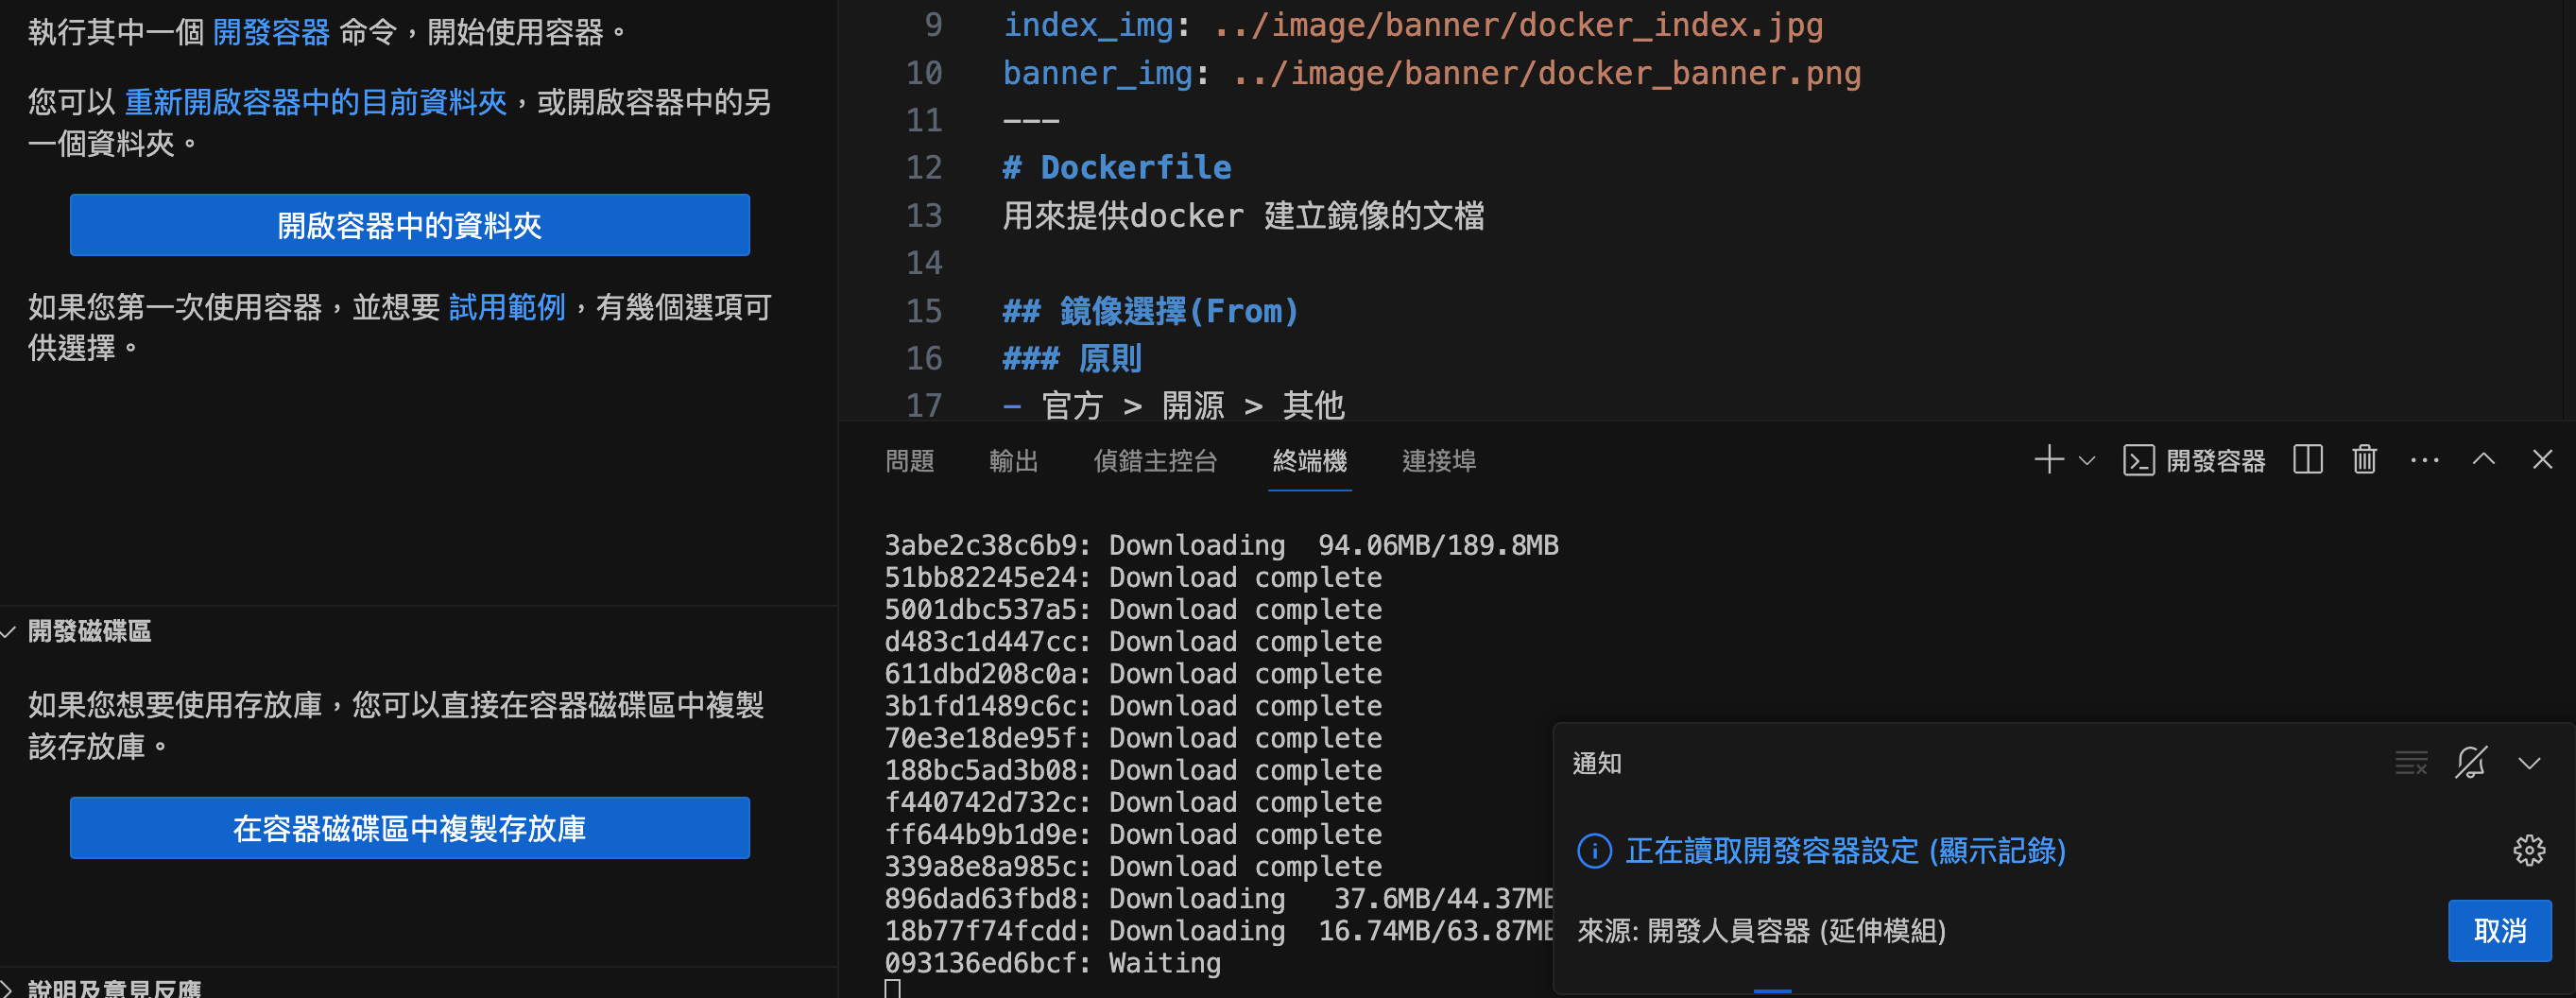 執行其中一個 開發容器 命令，開始使用容器。
您可以 重新開啟容器中的目前資料夾，或開啟容器中的另
一個資料夾。
開啟容器中的資料夾
如果您第一次使用容器，並想要 試用範例，有幾個選項可
供選擇。
開發磁碟區
如果您想要使用存放庫，您可以直接在容器磁碟區中複製
該存放庫。
在容器磁碟區中複製存放庫
說明及意見反應
9 index_img: ../image/banner/docker_index.jpg
10 banner_img: ../image/banner/docker_banner.png
11 ---
12 # Dockerfile
13 用來提供docker 建立鏡像的文檔
14
15 ## 鏡像選擇(From)
16 ### 原則
17 - 官方 > 開源 > 其他
問題 輸出 偵錯主控台 終端機 連接埠 開發容器
3abe2c38c6b9: Downloading 94.06MB/189.8MB
51bb82245e24: Download complete
5001dbc537a5: Download complete
d483c1d447cc: Download complete
611dbd208c0a: Download complete
3b1fd1489c6c: Download complete
70e3e18de95f: Download complete
188bc5ad3b08: Download complete
f440742d732c: Download complete
ff644b9b1d9e: Download complete
339a8e8a985c: Download complete
896dad63fbd8: Downloading 37.6MB/44.37MB
18b77f74fcdd: Downloading 16.74MB/63.87MB
093136ed6bcf: Waiting
通知
正在讀取開發容器設定 (顯示記錄)
來源: 開發人員容器 (延伸模組)
取消